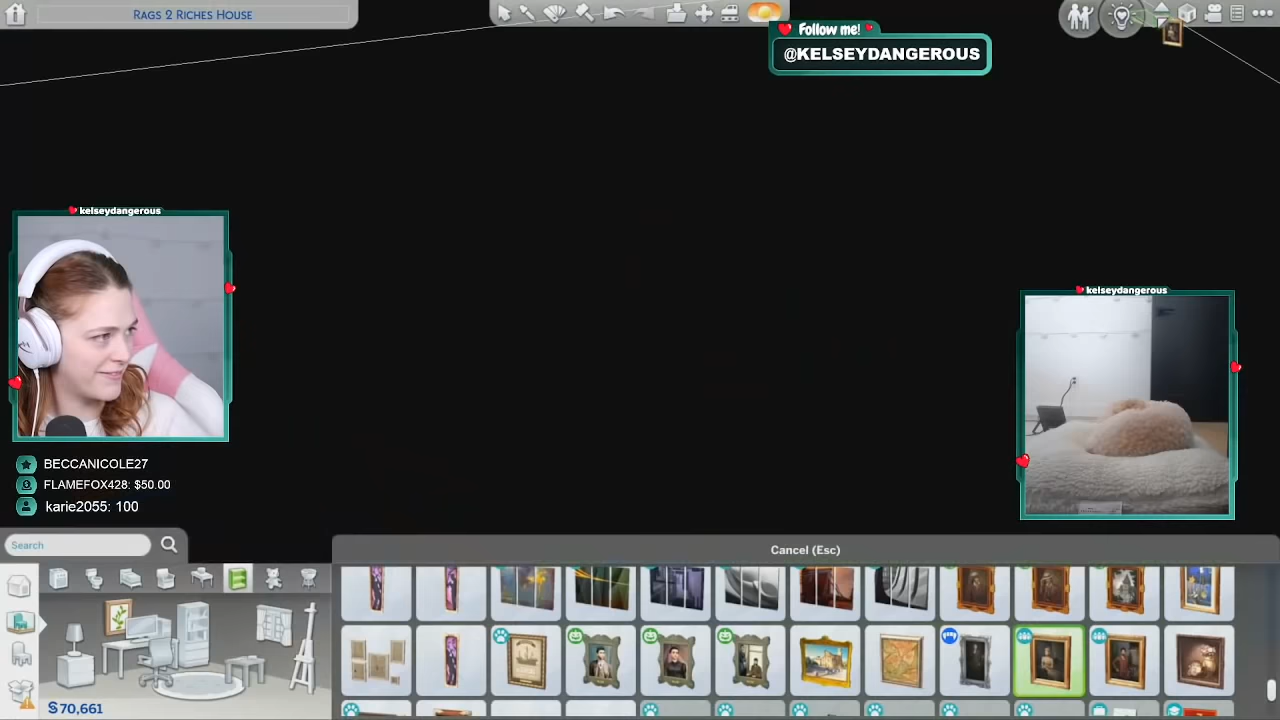 Rags 2 Riches House
Follow me!
@KELSEYDANGEROUS
kelseydangerous
kelseydangerous
BECCANICOLE27
FLAMEFOX428: $50.00
karie2055: 100
Search
Cancel (Esc)
§70,661